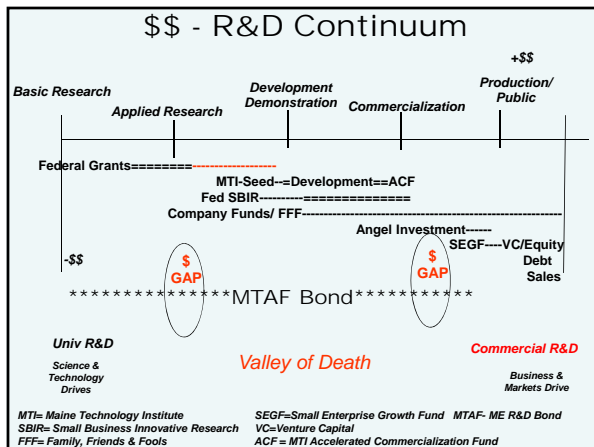 $$ - R&D Continuum
+$$
Basic Research
Applied Research
Development
Demonstration
Commercialization
Production/
Public
Federal Grants========--------------------
MTI-Seed--=Development==ACF
Fed SBIR----------===============
Company Funds/ FFF------------------------------------------------------------
Angel Investment------
SEGF----VC/Equity
Debt
Sales
-$$
$
GAP
$
GAP
***************MTAF Bond***********
Univ R&D
Science &
Technology
Drives
Valley of Death
Commercial R&D
Business &
Markets Drive
MTI= Maine Technology Institute
SBIR= Small Business Innovative Research
FFF= Family, Friends & Fools
SEGF=Small Enterprise Growth Fund MTAF- ME R&D Bond
VC=Venture Capital
ACF = MTI Accelerated Commercialization Fund